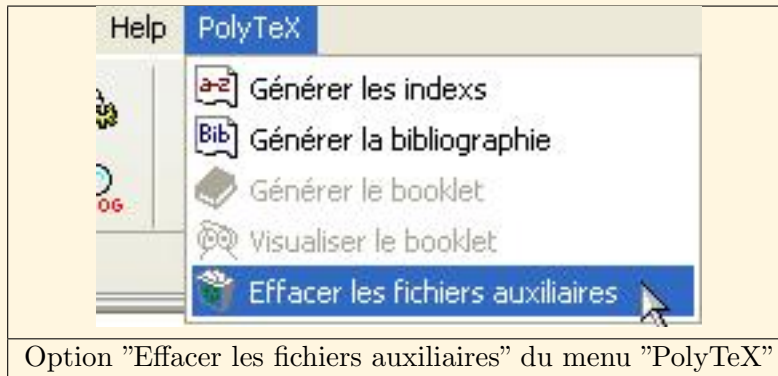 Help PolyTeX
Générer les indexs
Générer la bibliographie
Générer le booklet
Visualiser le booklet
Effacer les fichiers auxiliaires
Option ”Effacer les fichiers auxiliaires” du menu ”PolyTeX”